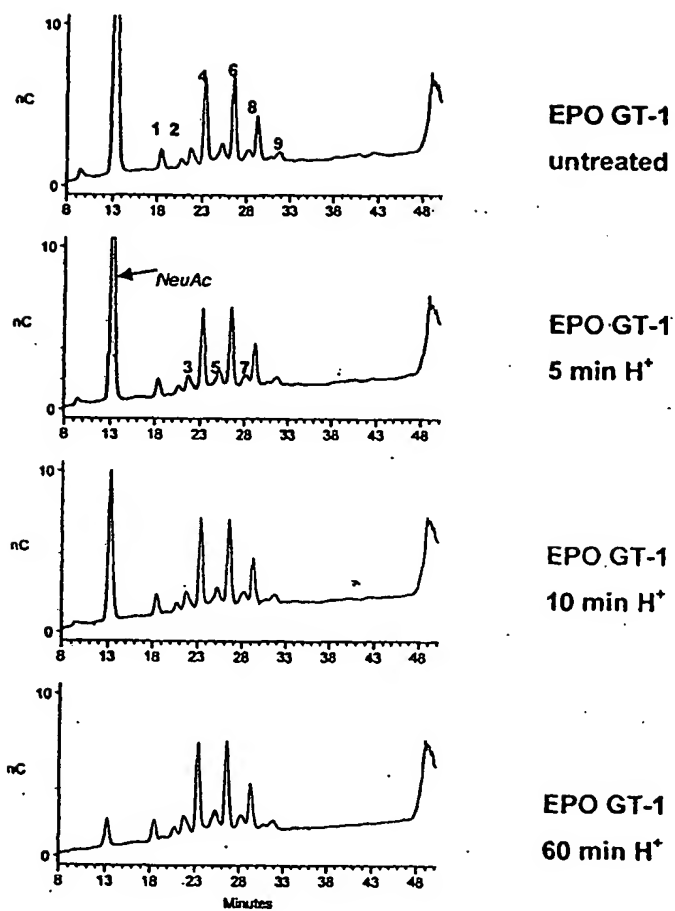 10
nC
0
1 2 4 6 8 9
8 13 18 23 28 33 38 43 48
EPO GT-1
untreated
10
nC
0
NeuAc
3 5 7
8 13 18 23 28 33 38 43 48
EPO GT-1
5 min H⁺
10
nC
0
8 13 18 23 28 33 38 43 48
EPO GT-1
10 min H⁺
10
nC
0
8 13 18 23 28 33 38 43 48
Minutes
EPO GT-1
60 min H⁺